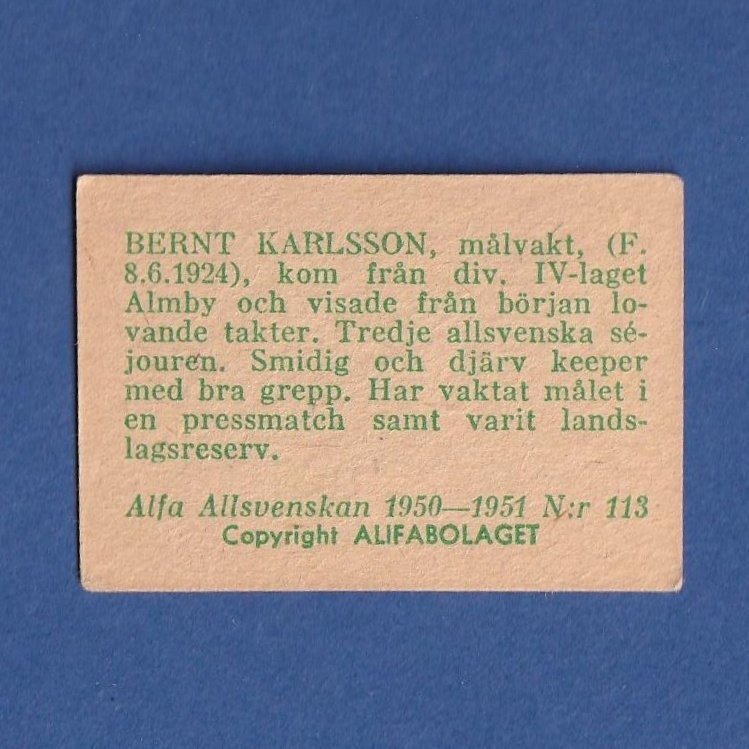 BERNT KARLSSON, målvakt, (F.
8.6.1924), kom från div. IV-laget
Almby och visade från början lo-
vande takter. Tredje allsvenska sé-
jouren. Smidig och djärv keeper
med bra grepp. Har vaktat målet i
en pressmatch samt varit lands-
lagsreserv.
Alfa Allsvenskan 1950—1951 N:r 113
Copyright ALIFABOLAGET